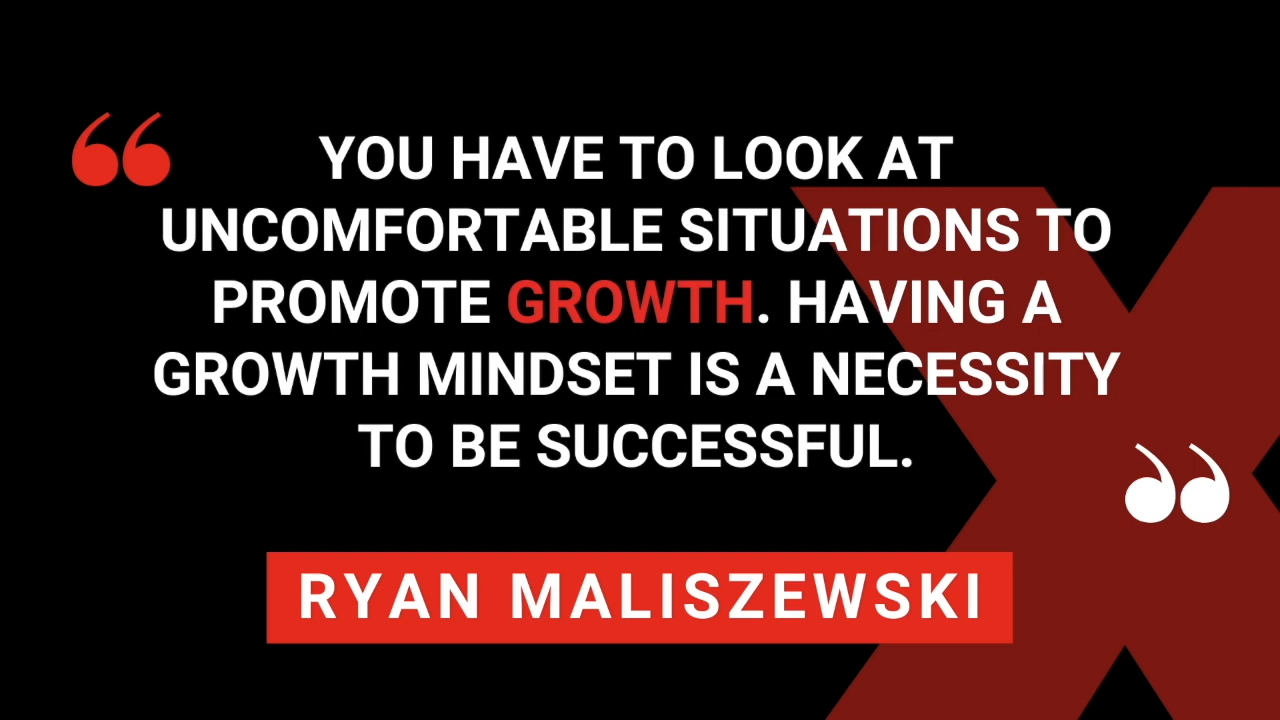 “
YOU HAVE TO LOOK AT
UNCOMFORTABLE SITUATIONS TO
PROMOTE GROWTH. HAVING A
GROWTH MINDSET IS A NECESSITY
TO BE SUCCESSFUL.
”
RYAN MALISZEWSKI